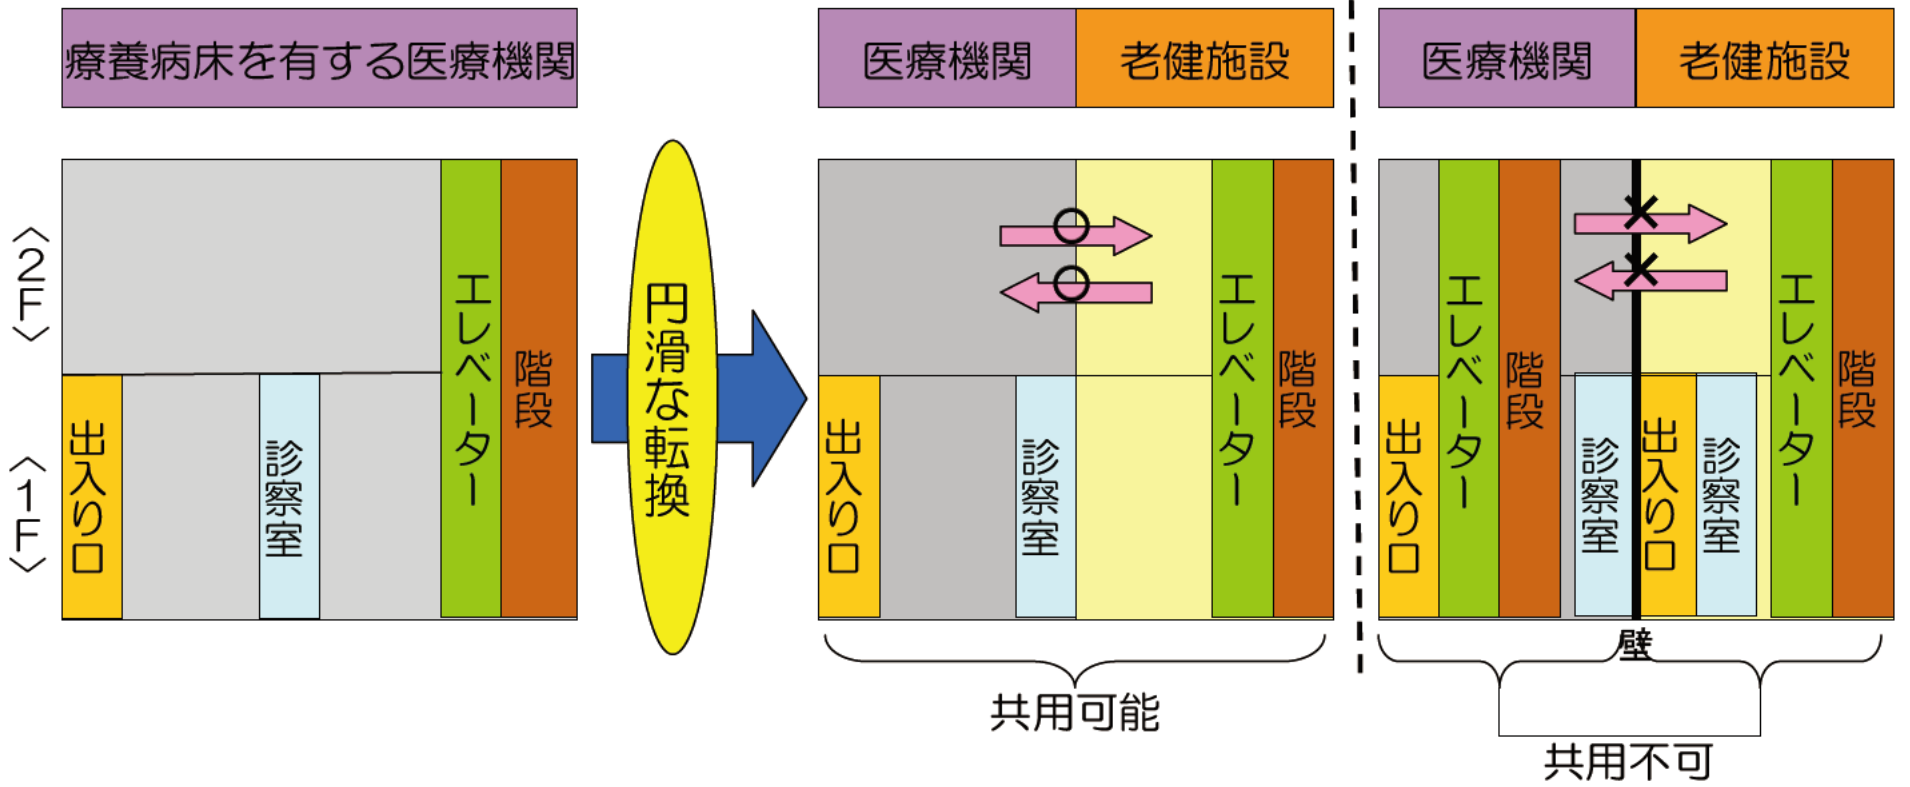 療養病床を有する医療機関
医療機関
老健施設
医療機関
老健施設
〈2F〉
〈1F〉
出入り口
診察室
エレベーター
階段
円滑な転換
出入り口
診察室
エレベーター
階段
出入り口
エレベーター
階段
診察室
出入り口
診察室
エレベーター
階段
壁
共用可能
共用不可